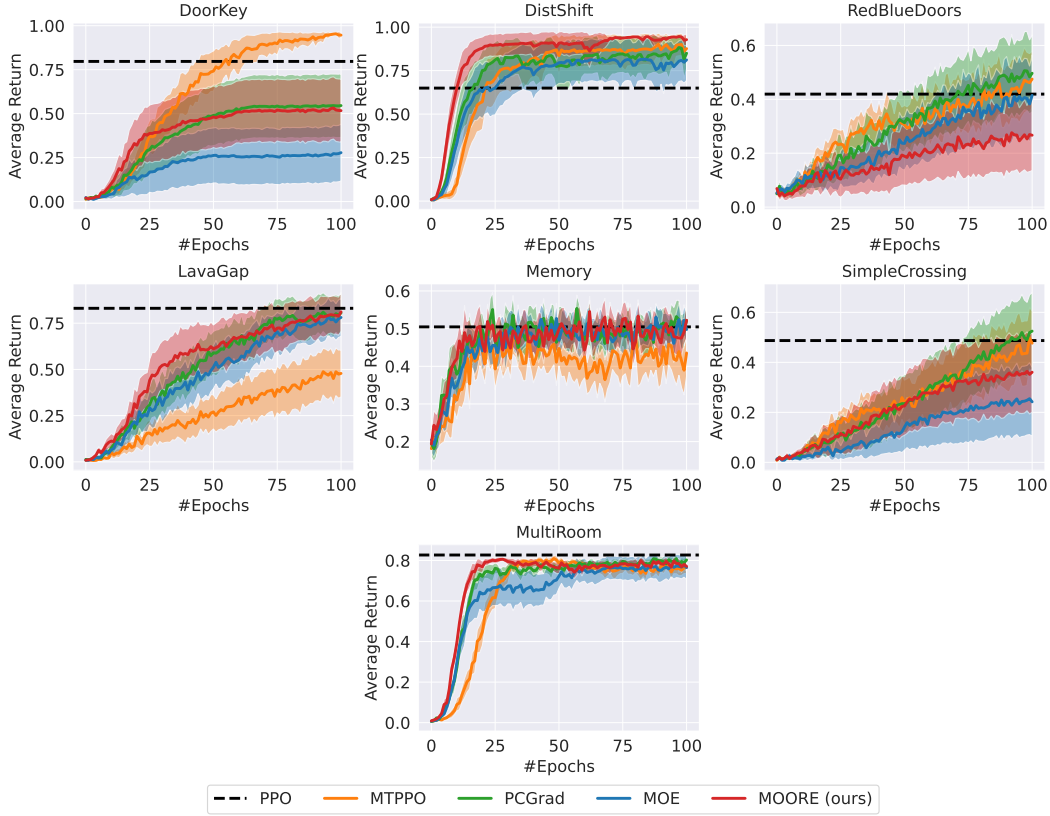 DoorKey
1.00
0.75
0.50
0.25
0.00
Average Return
0 25 50 75 100
#Epochs
DistShift
1.00
0.75
0.50
0.25
0.00
Average Return
0 25 50 75 100
#Epochs
RedBlueDoors
0.6
0.4
0.2
0.0
Average Return
0 25 50 75 100
#Epochs
LavaGap
0.75
0.50
0.25
0.00
Average Return
0 25 50 75 100
#Epochs
Memory
0.6
0.5
0.4
0.3
0.2
Average Return
0 25 50 75 100
#Epochs
SimpleCrossing
0.6
0.4
0.2
0.0
Average Return
0 25 50 75 100
#Epochs
MultiRoom
0.8
0.6
0.4
0.2
0.0
Average Return
0 25 50 75 100
#Epochs
PPO MTPPO PCGrad MOE MOORE (ours)